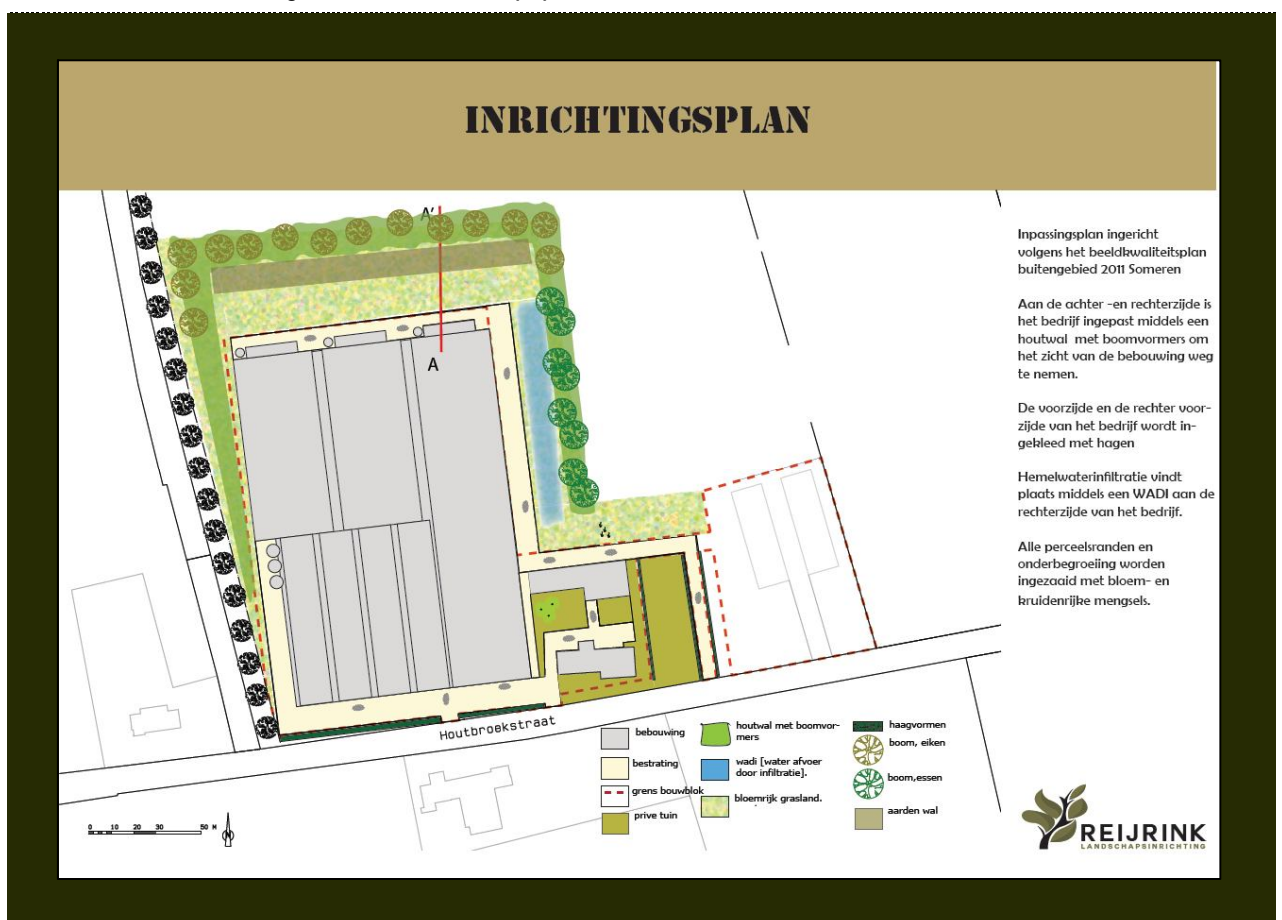 INRICHTINGSPLAN
A'
A
Inpassingsplan ingericht
volgens het beeldkwaliteitsplan
buitengebied 2011 Someren
Aan de achter -en rechterzijde is
het bedrijf ingepast middels een
houtwal met boomvormers om
het zicht van de bebouwing weg
te nemen.
De voorzijde en de rechter voor-
zijde van het bedrijf wordt in-
gekleed met hagen
Hemelwaterinfiltratie vindt
plaats middels een WADI aan de
rechterzijde van het bedrijf.
Alle perceelsranden en
onderbegroeiing worden
ingezaaid met bloem- en
kruidenrijke mengsels.
Houtbroekstraat
bebouwing
bestrating
grens bouwblok
prive tuin
houtwal met boomvor-
mers
wadi [water afvoer
door infiltratie].
bloemrijk grasland.
haagvormen
boom, eiken
boom,essen
aarden wal
0 10 20 30 50 M
N
REIJRINK
LANDSCHAPSINRICHTING